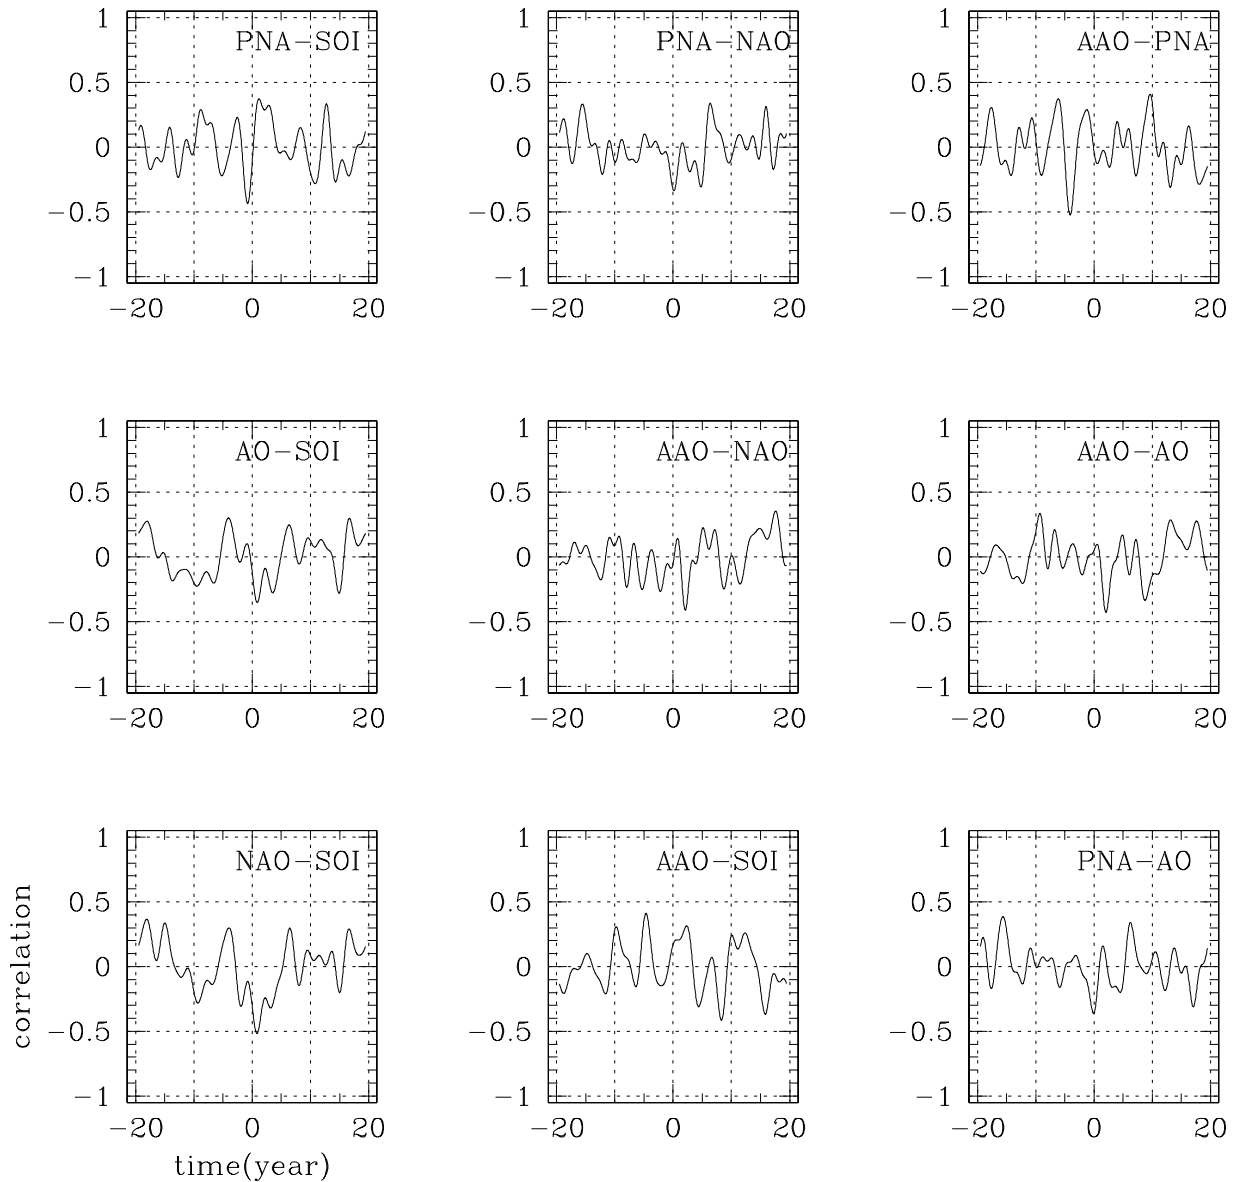 1 1 1
PNA-SOI PNA-NAO AAO-PNA
0.5 0.5 0.5
0 0 0
-0.5 -0.5 -0.5
-1 -1 -1
-20 0 20 -20 0 20 -20 0 20
1 1 1
AO-SOI AAO-NAO AAO-AO
0.5 0.5 0.5
0 0 0
-0.5 -0.5 -0.5
-1 -1 -1
-20 0 20 -20 0 20 -20 0 20
1 1 1
NAO-SOI AAO-SOI PNA-AO
0.5 0.5 0.5
0 0 0
-0.5 -0.5 -0.5
-1 -1 -1
-20 0 20 -20 0 20 -20 0 20
correlation
time(year)